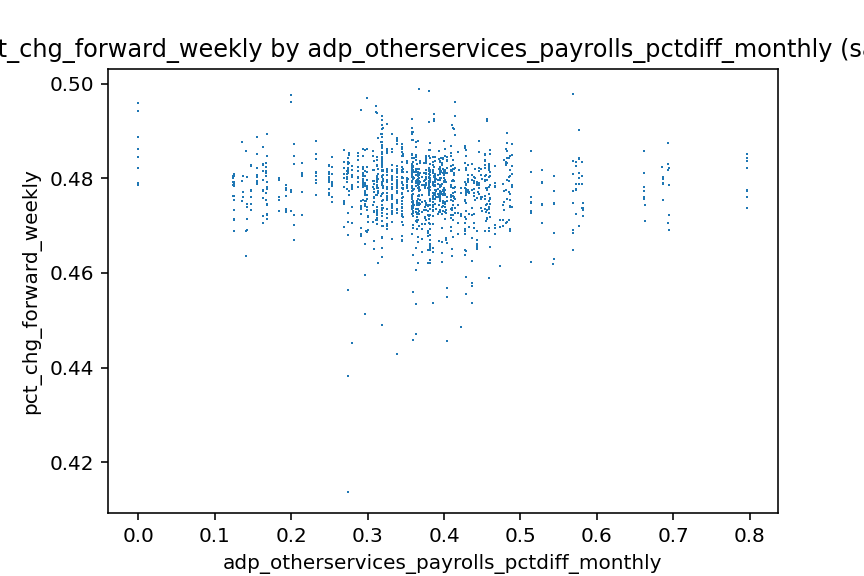 t_chg_forward_weekly by adp_otherservices_payrolls_pctdiff_monthly (sa
0.50
0.48
0.46
0.44
0.42
pct_chg_forward_weekly
0.0 0.1 0.2 0.3 0.4 0.5 0.6 0.7 0.8
adp_otherservices_payrolls_pctdiff_monthly